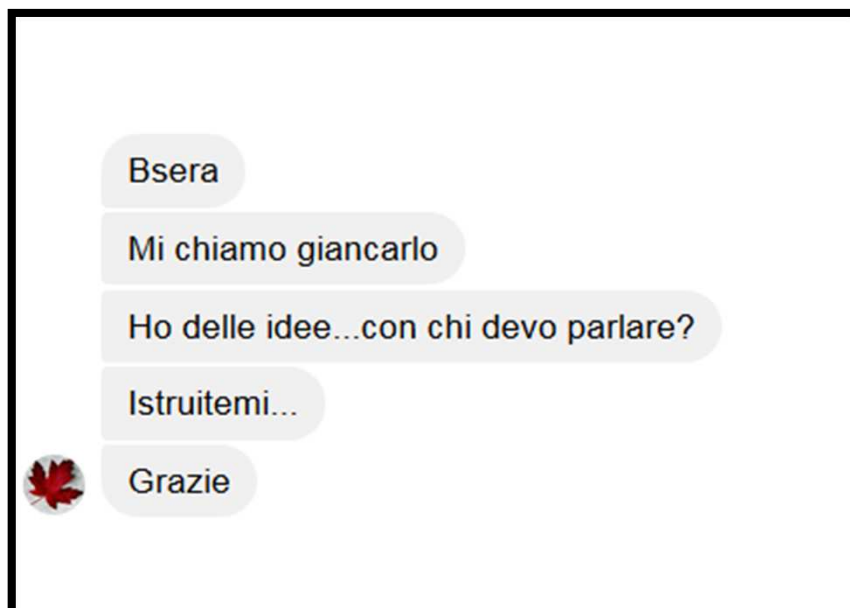 Bsera
Mi chiamo giancarlo
Ho delle idee...con chi devo parlare?
Istruitemi...
Grazie